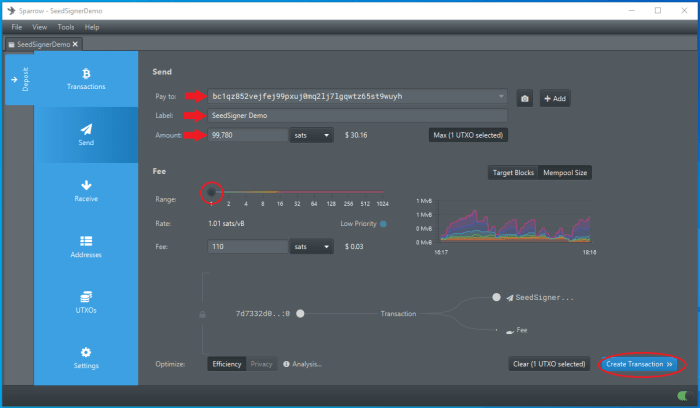 Sparrow - SeedSignerDemo
File View Tools Help
SeedSignerDemo
Deposit
Transactions
Send
Receive
Addresses
UTXOs
Settings
Send
Pay to: bc1qz852vejfej99pxuj0mq2lj7lgqwtz65st9wuyh + Add
Label: SeedSigner Demo
Amount: 99,780 sats $ 30.16 Max (1 UTXO selected)
Fee
Target Blocks Mempool Size
Range: 1 2 4 8 16 32 64 128 256 512 1024
Rate: 1.01 sats/vB Low Priority
Fee: 110 sats $ 0.03
1 MvB
1 MvB
0 MvB
0 MvB
16:17 18:16
7d7332d0..:0 Transaction SeedSigner...
Fee
Optimize: Efficiency Privacy Analysis... Clear (1 UTXO selected) Create Transaction »